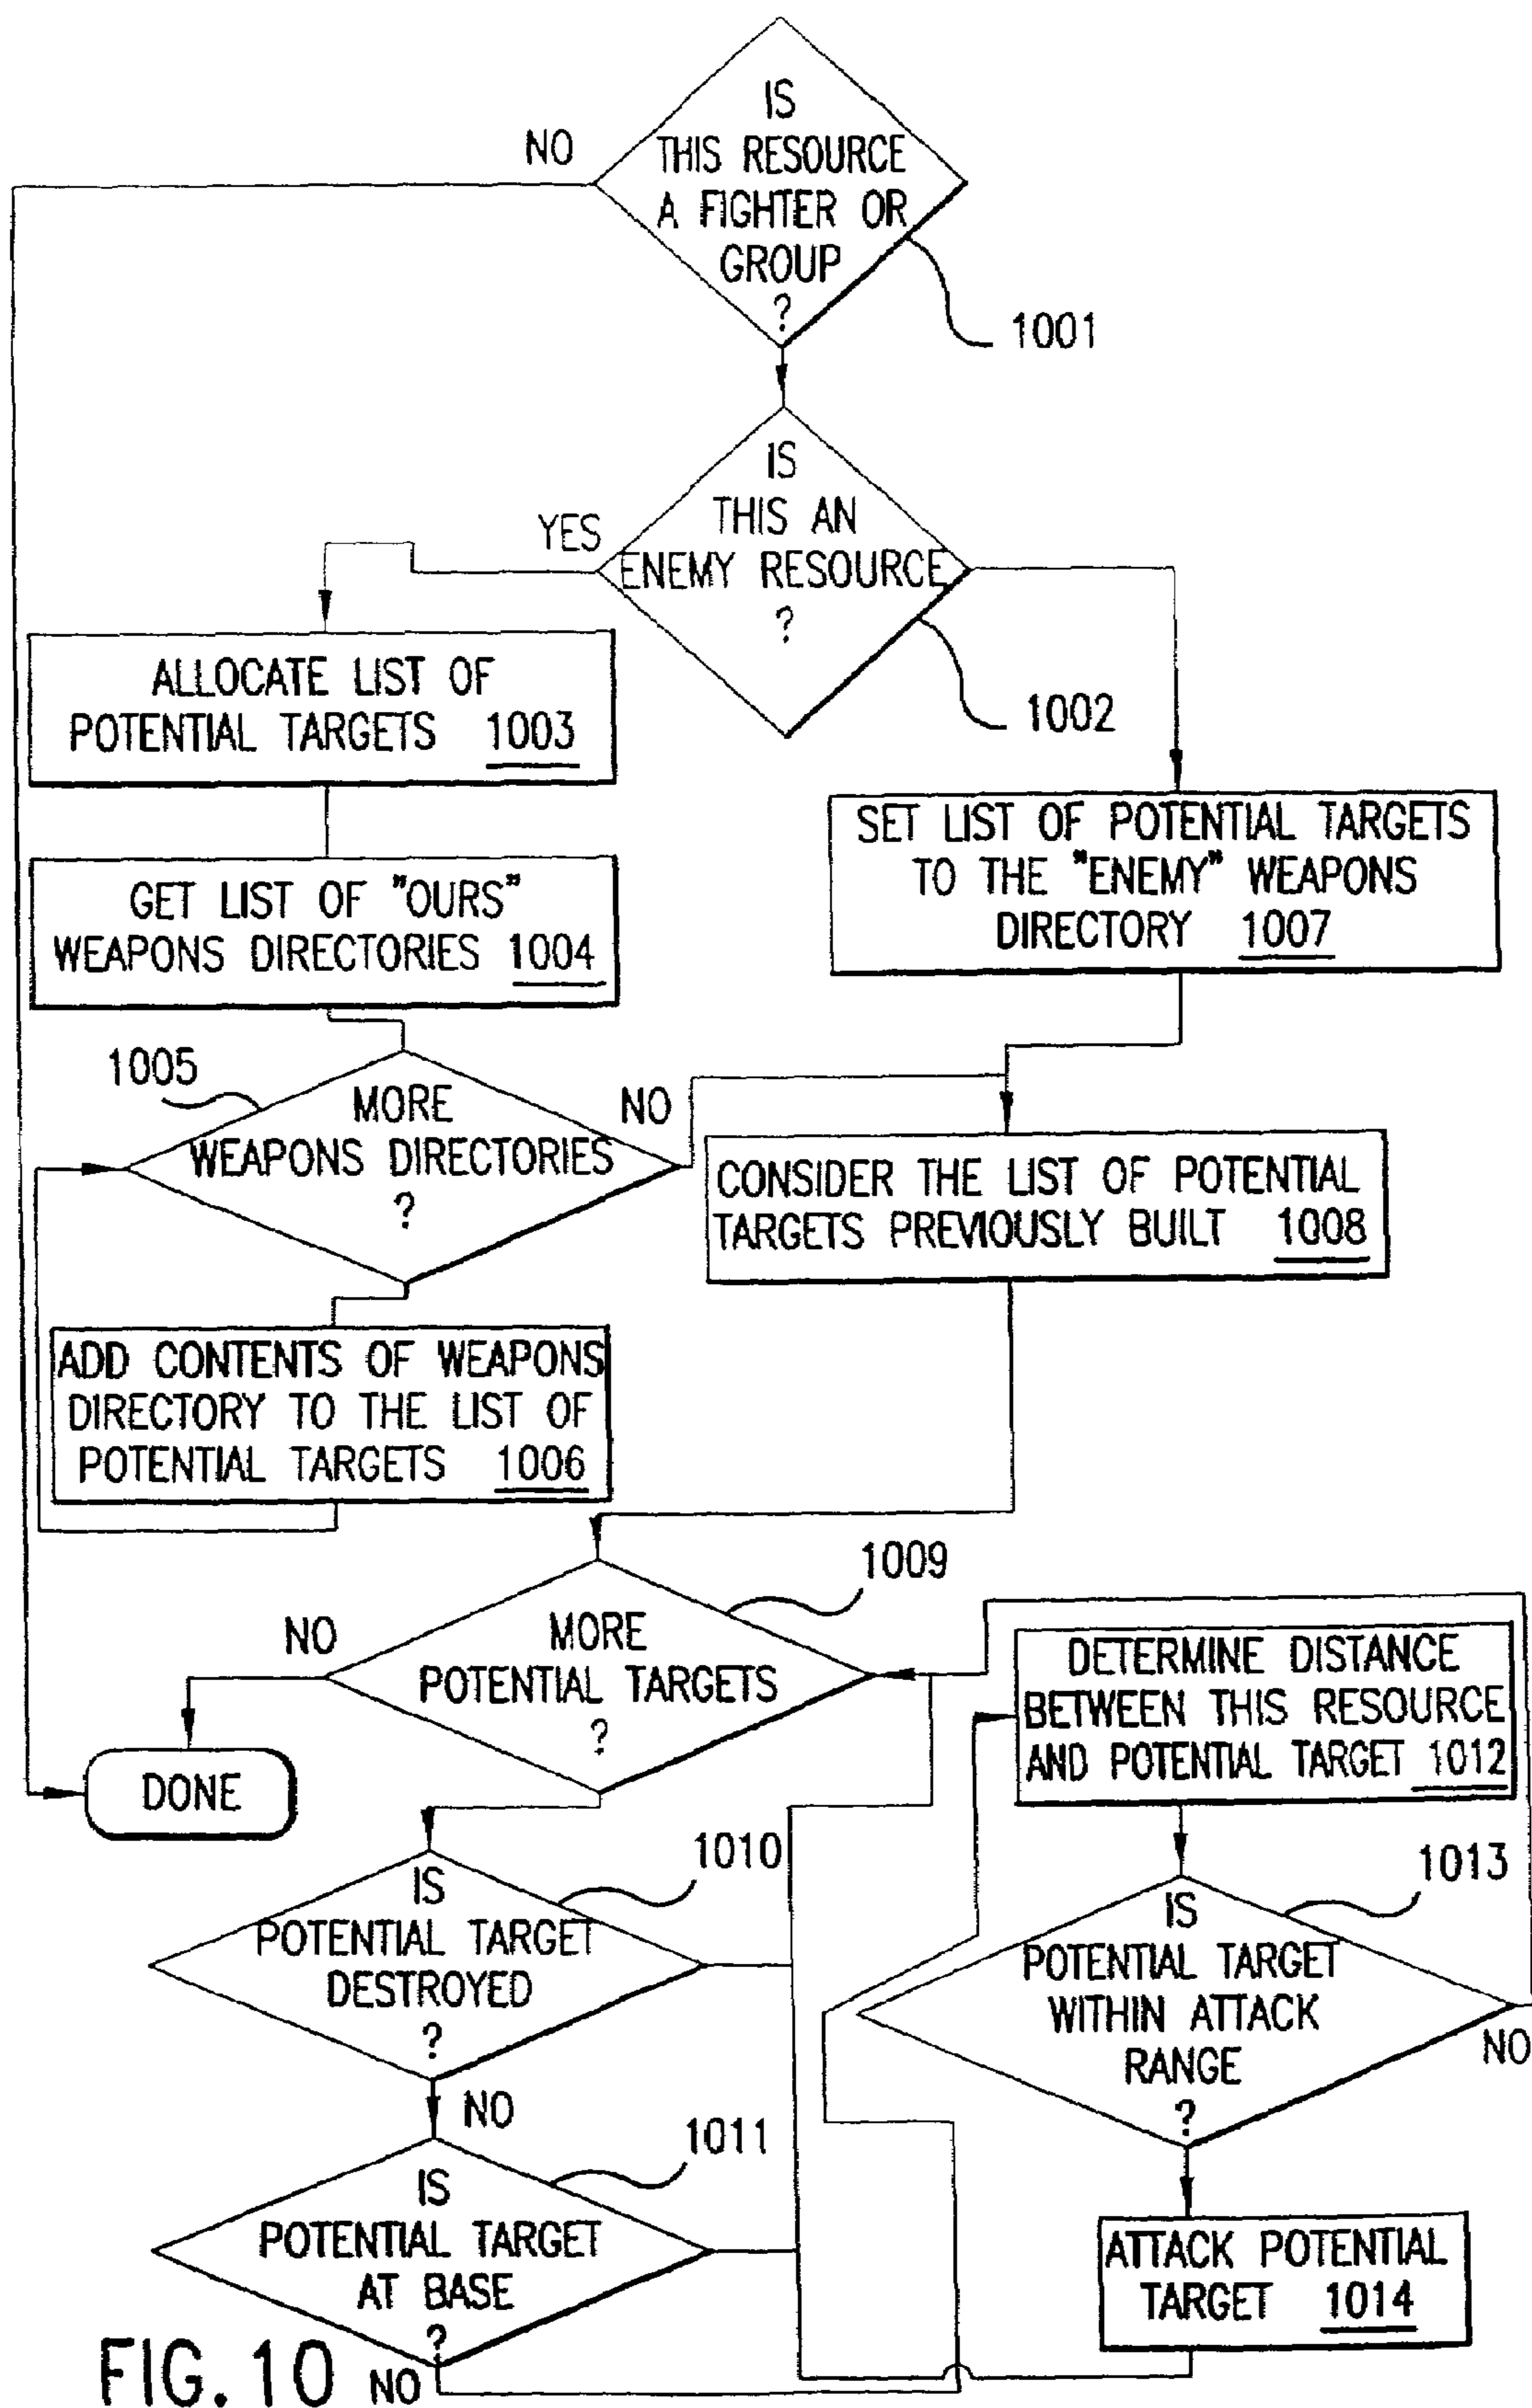 IS
THIS RESOURCE
A FIGHTER OR
GROUP
?
NO
1001
IS
THIS AN
ENEMY RESOURCE
?
YES
1002
ALLOCATE LIST OF
POTENTIAL TARGETS 1003
GET LIST OF "OURS"
WEAPONS DIRECTORIES 1004
SET LIST OF POTENTIAL TARGETS
TO THE "ENEMY" WEAPONS
DIRECTORY 1007
1005
MORE
WEAPONS DIRECTORIES
?
NO
CONSIDER THE LIST OF POTENTIAL
TARGETS PREVIOUSLY BUILT 1008
ADD CONTENTS OF WEAPONS
DIRECTORY TO THE LIST OF
POTENTIAL TARGETS 1006
1009
NO
MORE
POTENTIAL TARGETS
?
DONE
DETERMINE DISTANCE
BETWEEN THIS RESOURCE
AND POTENTIAL TARGET 1012
1010
IS
POTENTIAL TARGET
DESTROYED
?
NO
1013
IS
POTENTIAL TARGET
WITHIN ATTACK
RANGE
?
NO
1011
IS
POTENTIAL TARGET
AT BASE
?
NO
ATTACK POTENTIAL
TARGET 1014
FIG. 10